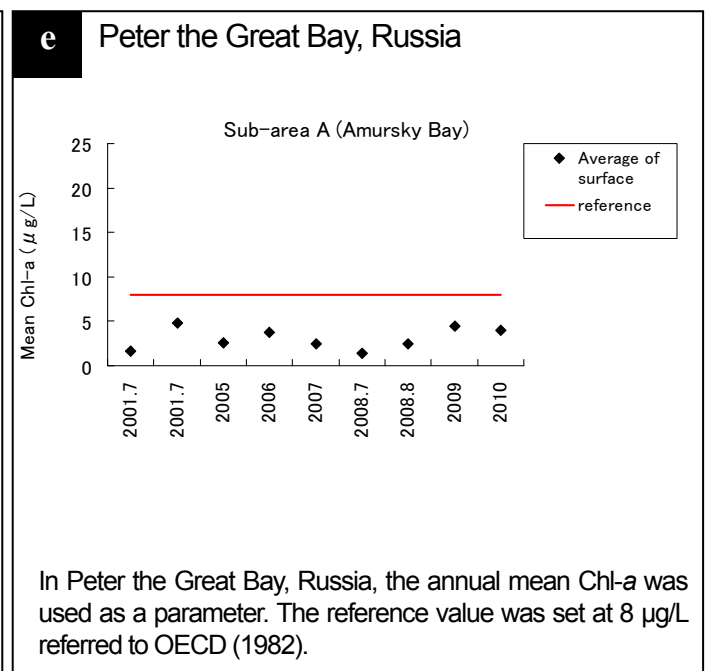 e Peter the Great Bay, Russia
Sub-area A (Amursky Bay)
Mean Chl-a (μg/L)
25
20
15
10
5
0
2001.7
2001.7
2005
2006
2007
2008.7
2008.8
2009
2010
Average of
surface
reference
In Peter the Great Bay, Russia, the annual mean Chl-a was
used as a parameter. The reference value was set at 8 μg/L
referred to OECD (1982).